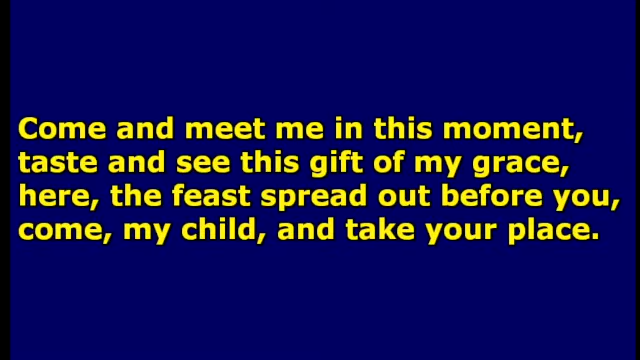 Come and meet me in this moment,
taste and see this gift of my grace,
here, the feast spread out before you,
come, my child, and take your place.